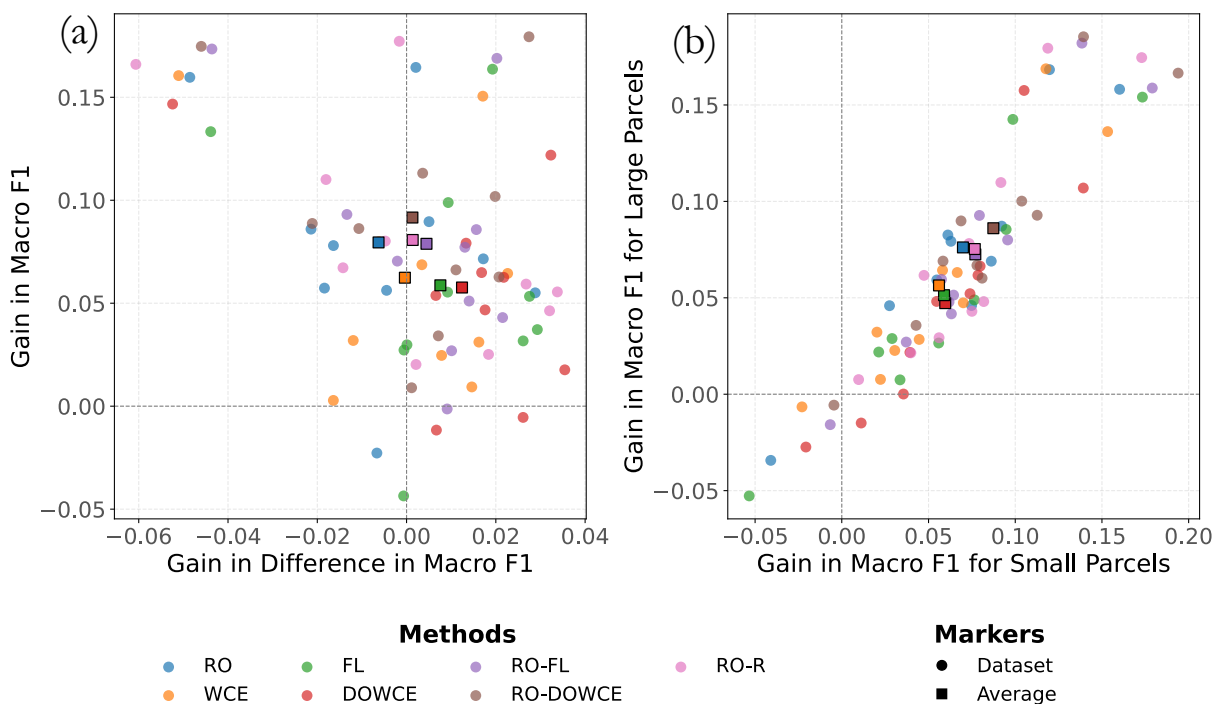 (a)
Gain in Macro F1
0.15
0.10
0.05
0.00
−0.05
−0.06
−0.04
−0.02
0.00
0.02
0.04
Gain in Difference in Macro F1
(b)
Gain in Macro F1 for Large Parcels
0.15
0.10
0.05
0.00
−0.05
−0.05
0.00
0.05
0.10
0.15
0.20
Gain in Macro F1 for Small Parcels
Methods
RO
FL
RO-FL
RO-R
WCE
DOWCE
RO-DOWCE
Markers
Dataset
Average